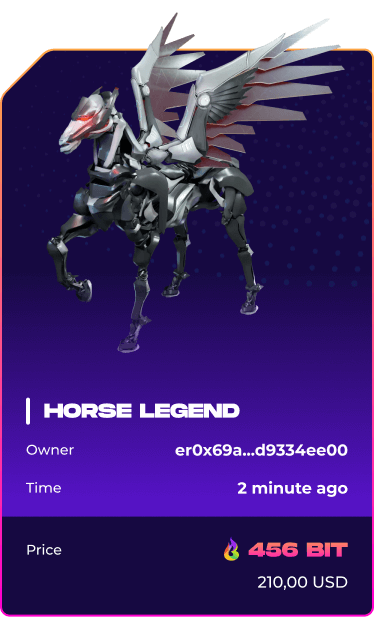 HORSE LEGEND
Owner er0x69a...d9334ee00
Time 2 minute ago
Price 456 BIT
210,00 USD